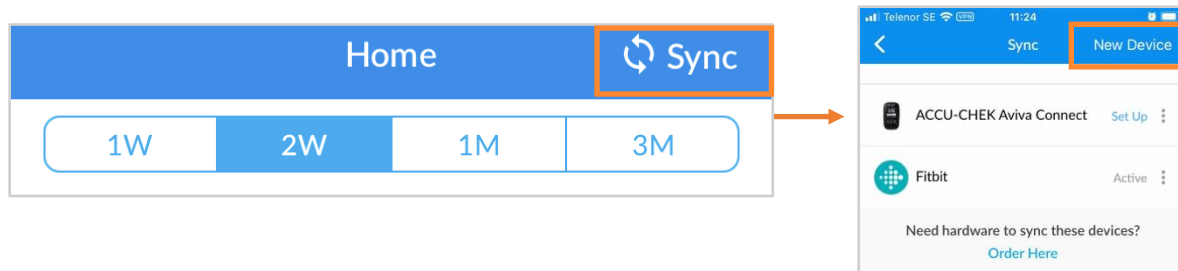 Home
Sync
1W
2W
1M
3M
Telenor SE
VPN
11:24
Sync
New Device
ACCU-CHEK Aviva Connect
Set Up
Fitbit
Active
Need hardware to sync these devices?
Order Here